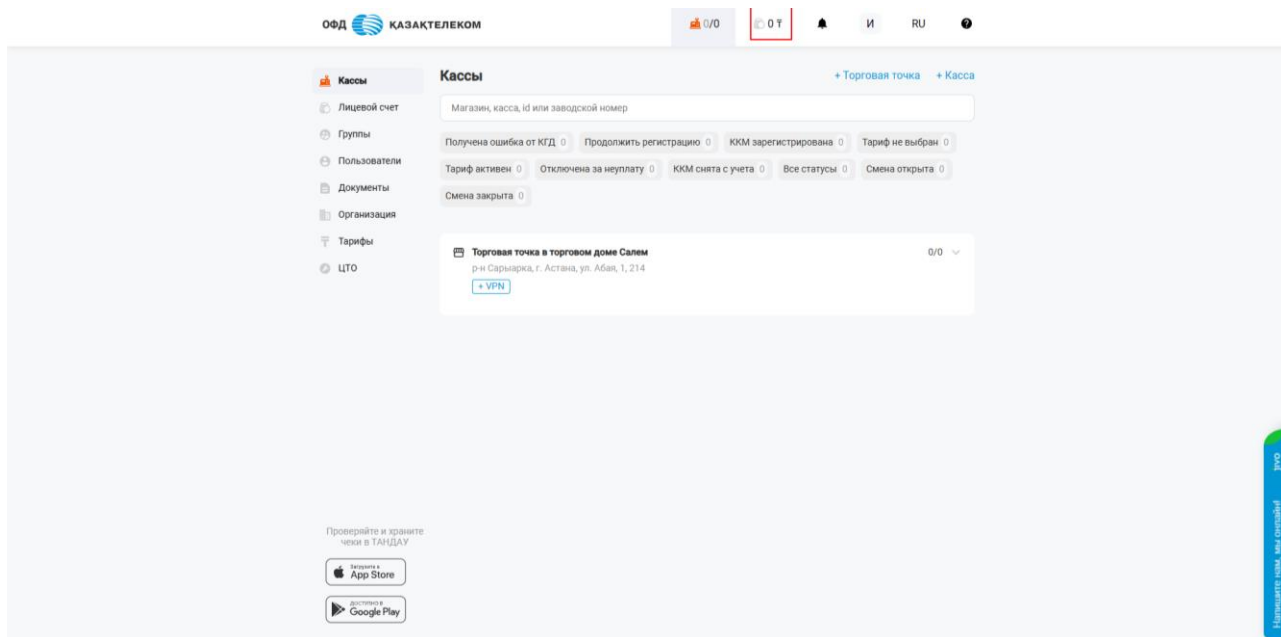 ОФД ҚАЗАҚТЕЛЕКОМ
0/0
0 ₸
И
RU
Кассы
Лицевой счет
Группы
Пользователи
Документы
Организация
Тарифы
ЦТО
Кассы
+ Торговая точка + Касса
Магазин, касса, id или заводской номер
Получена ошибка от КГД 0 Продолжить регистрацию 0 ККМ зарегистрирована 0 Тариф не выбран 0
Тариф активен 0 Отключена за неуплату 0 ККМ снята с учета 0 Все статусы 0 Смена открыта 0
Смена закрыта 0
Торговая точка в торговом доме Салем 0/0
р-н Сарыарка, г. Астана, ул. Абая, 1, 214
+ VPN
Проверяйте и храните
чеки в ТАНДАУ
Загрузите в
App Store
ДОСТУПНО В
Google Play
Напишите нам, мы онлайн! jivo